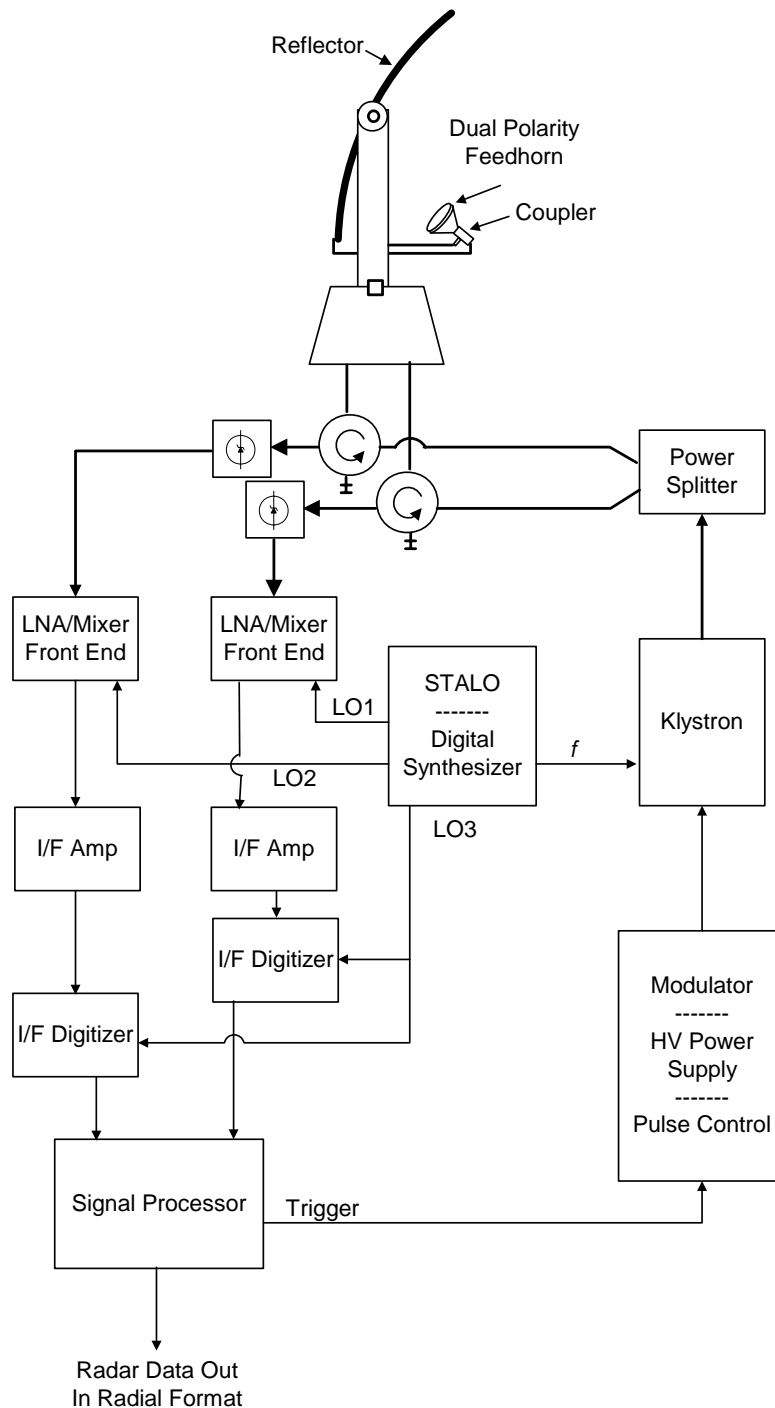 Reflector
Dual Polarity
Feedhorn
Coupler
Power
Splitter
LNA/Mixer
Front End
LNA/Mixer
Front End
STALO
-------
Digital
Synthesizer
Klystron
LO1
f
LO2
LO3
I/F Amp
I/F Amp
I/F Digitizer
I/F Digitizer
Modulator
-------
HV Power
Supply
-------
Pulse Control
Signal Processor
Trigger
Radar Data Out
In Radial Format